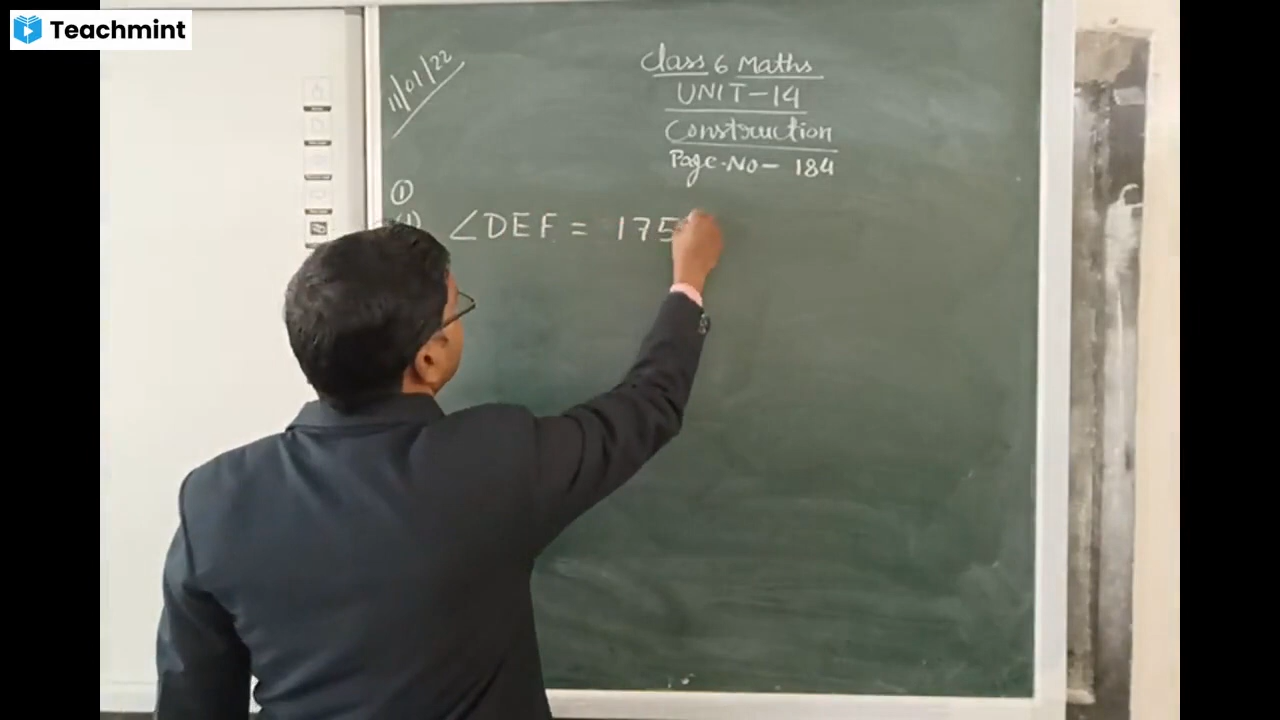 Teachmint
11/01/22
Class 6 Maths
UNIT-14
Construction
Page.No- 184
①
∠DEF = 175